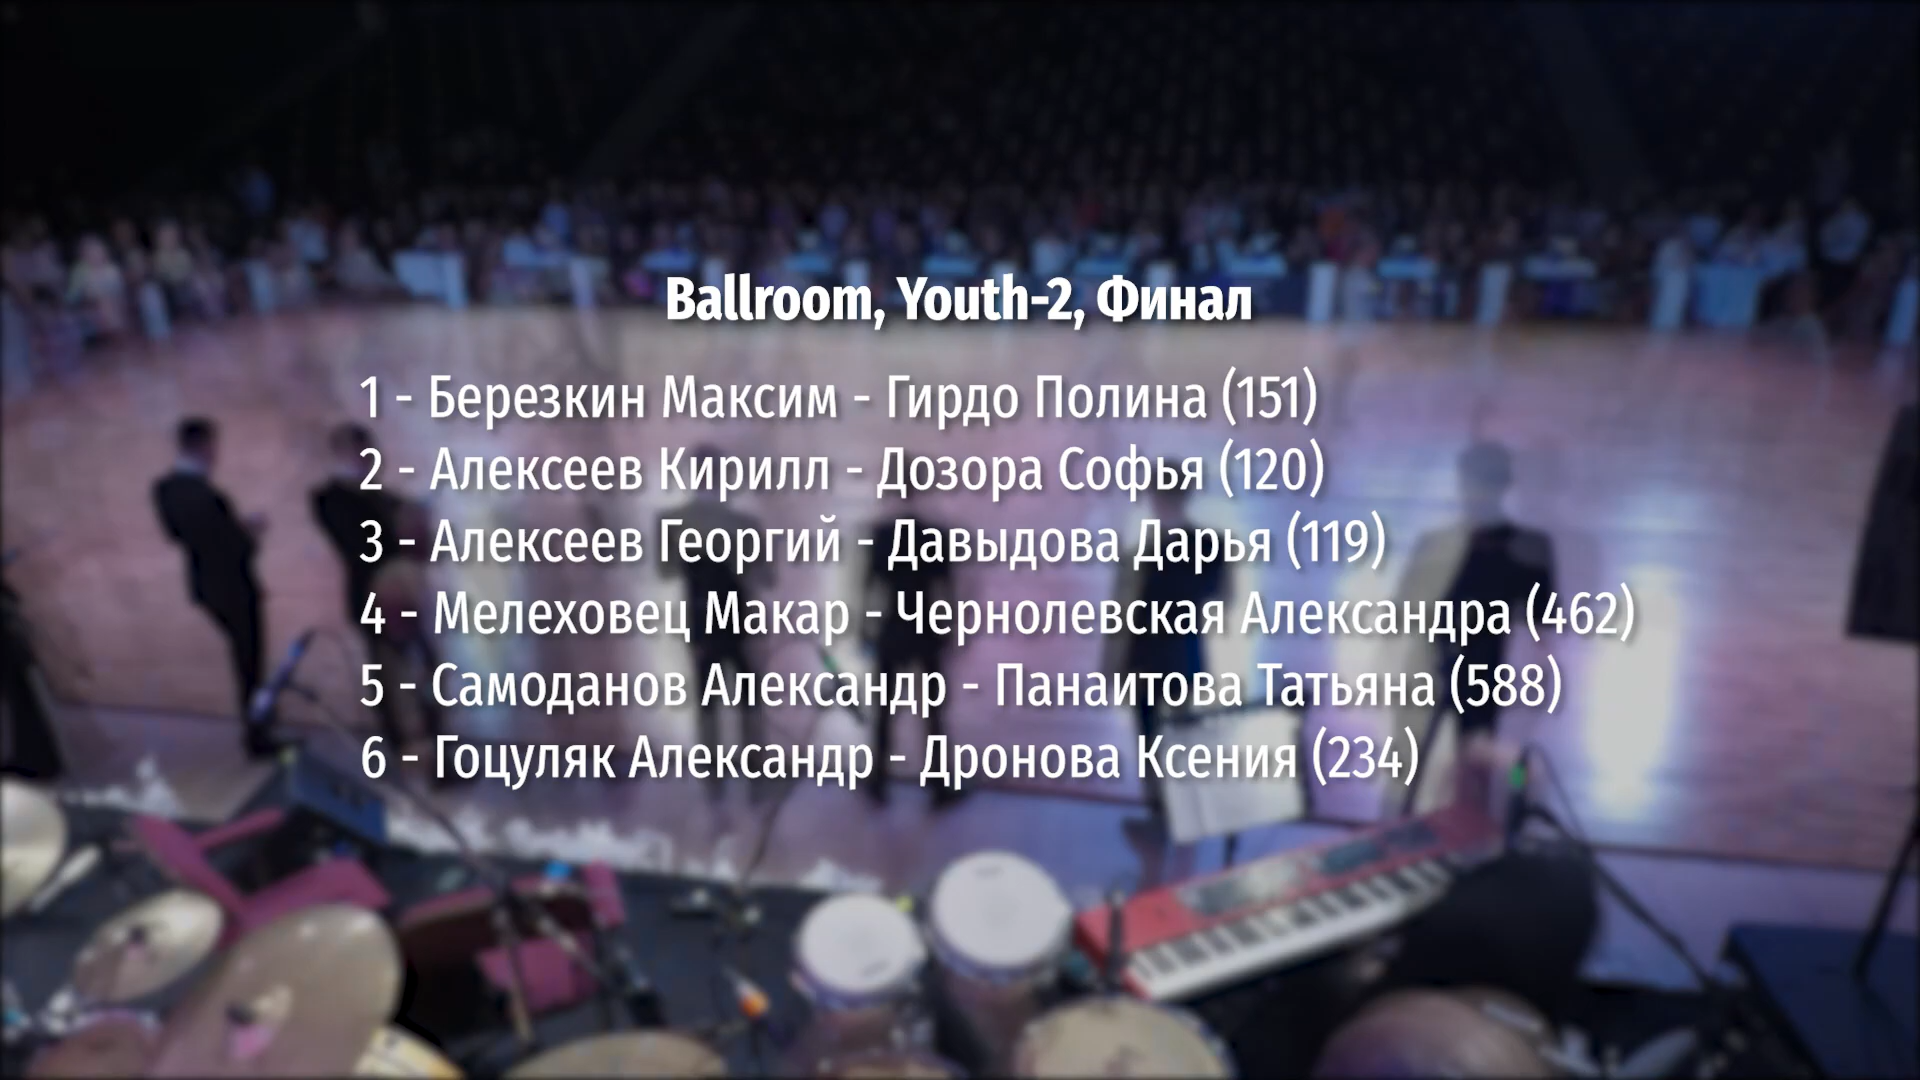 Ballroom, Youth-2, Финал
1 - Березкин Максим - Гирдо Полина (151)
2 - Алексеев Кирилл - Дозора Софья (120)
3 - Алексеев Георгий - Давыдова Дарья (119)
4 - Мелеховец Макар - Чернолевская Александра (462)
5 - Самоданов Александр - Панаитова Татьяна (588)
6 - Гоцуляк Александр - Дронова Ксения (234)